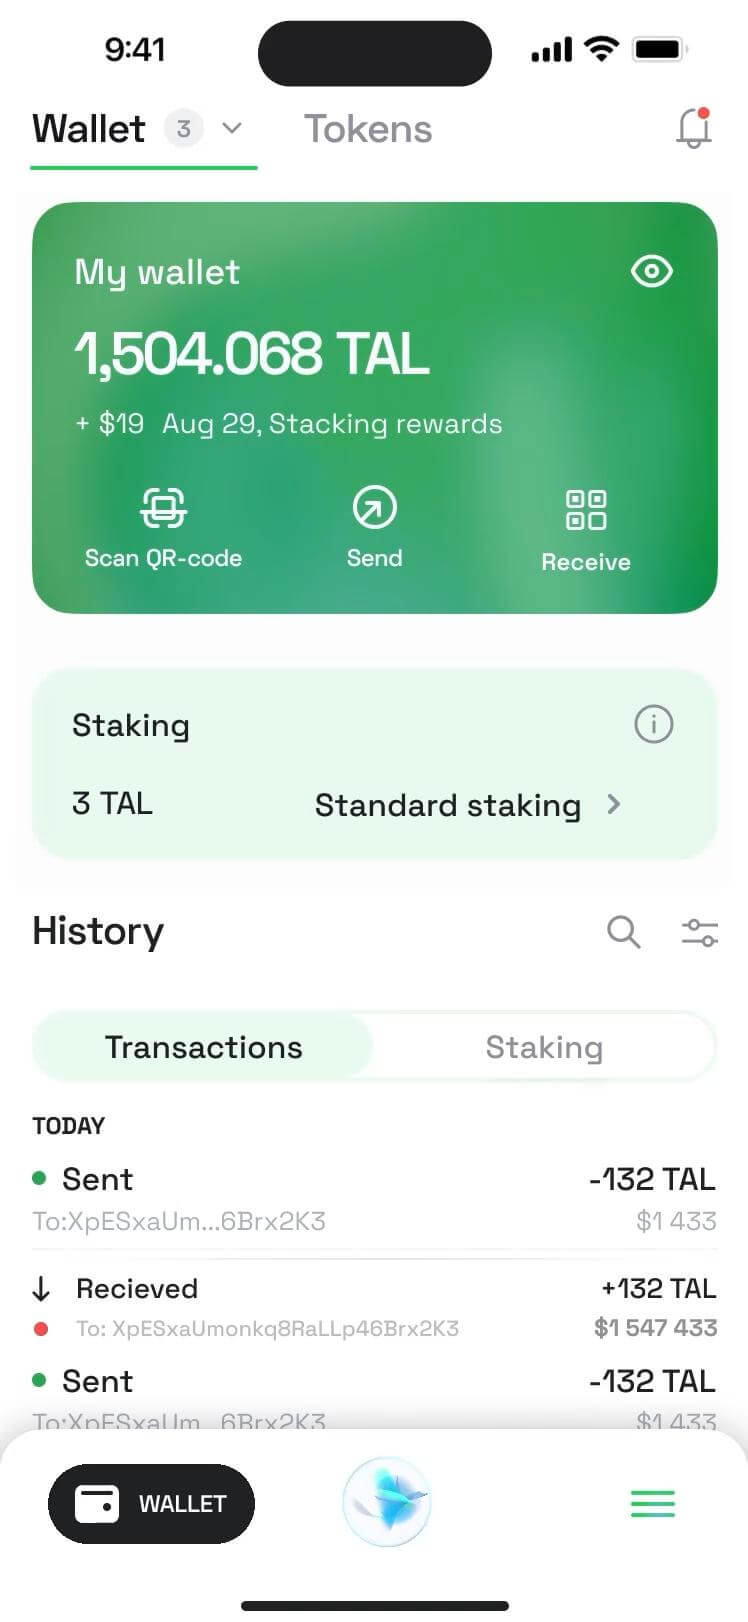 9:41
Wallet 3 Tokens
My wallet
1,504.068 TAL
+ $19 Aug 29, Stacking rewards
Scan QR-code Send Receive
Staking
3 TAL Standard staking
History
Transactions Staking
TODAY
Sent -132 TAL
To:XpESxaUm...6Brx2K3 $1 433
Recieved +132 TAL
To: XpESxaUmonkq8RaLLp46Brx2K3 $1 547 433
Sent -132 TAL
To:XpESxaUm...6Brx2K3 $1 433
WALLET